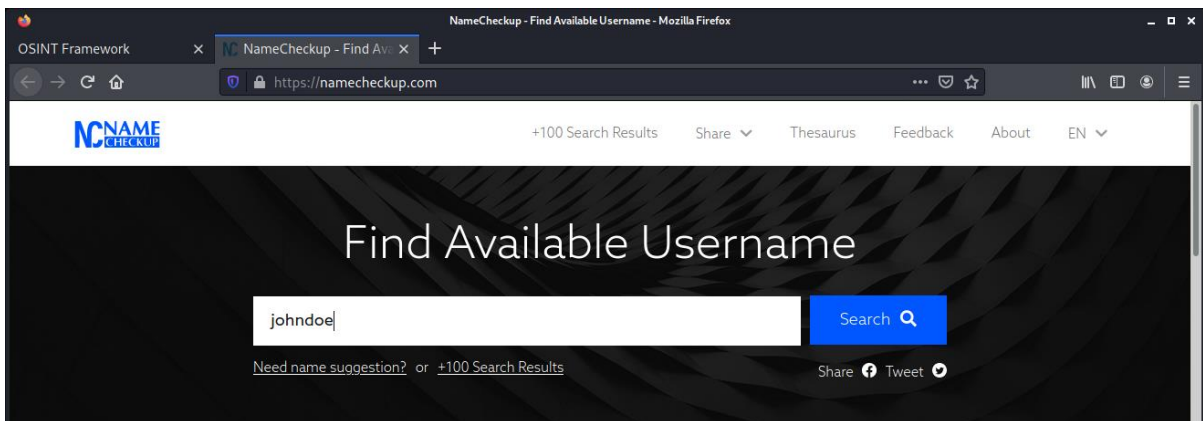 NameCheckup - Find Available Username - Mozilla Firefox
OSINT Framework NameCheckup - Find Ava
https://namecheckup.com
NC NAME CHECKUP +100 Search Results Share Thesaurus Feedback About EN
Find Available Username
johndoe Search
Need name suggestion? or +100 Search Results Share Tweet